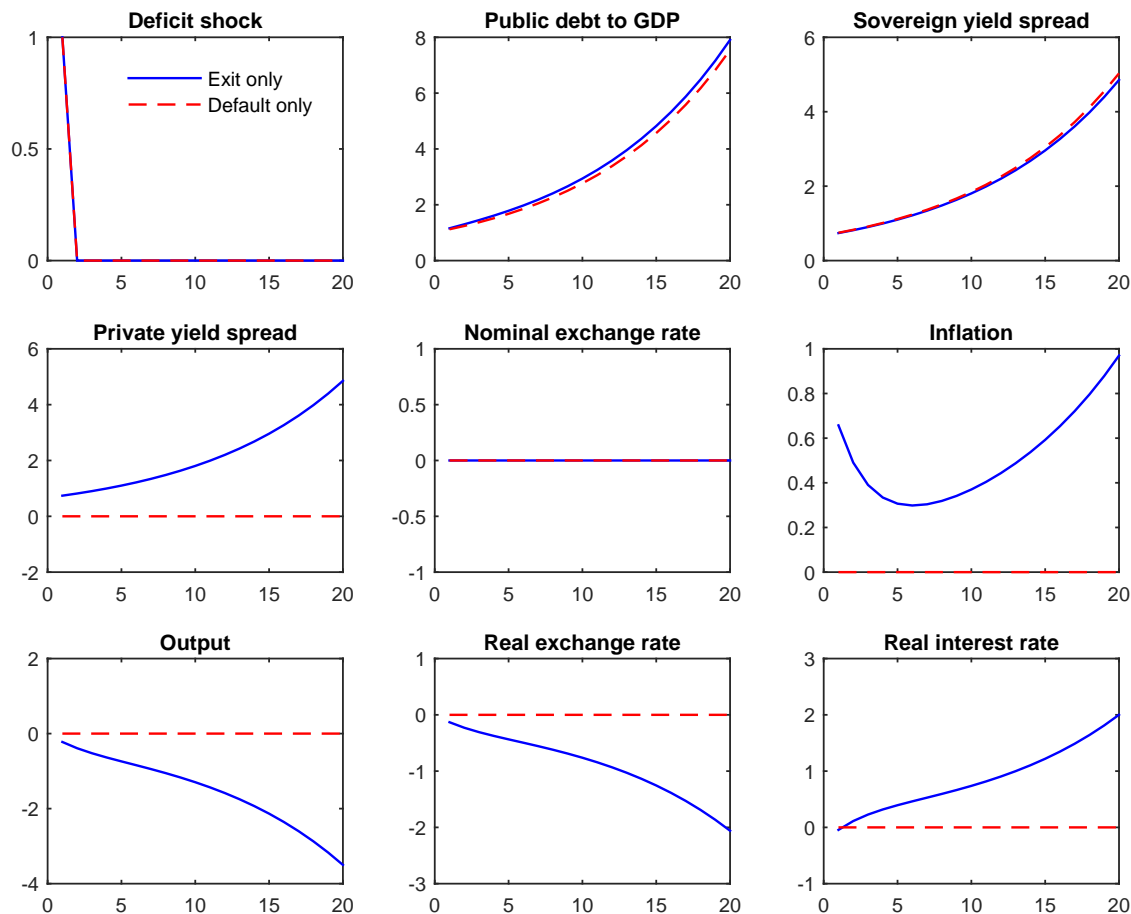 Deficit shock
1
0.5
0
0 5 10 15 20
Exit only
Default only
Public debt to GDP
8
6
4
2
0
0 5 10 15 20
Sovereign yield spread
6
4
2
0
0 5 10 15 20
Private yield spread
6
4
2
0
-2
0 5 10 15 20
Nominal exchange rate
1
0.5
0
-0.5
-1
0 5 10 15 20
Inflation
1
0.8
0.6
0.4
0.2
0
0 5 10 15 20
Output
2
0
-2
-4
0 5 10 15 20
Real exchange rate
1
0
-1
-2
-3
0 5 10 15 20
Real interest rate
3
2
1
0
-1
0 5 10 15 20